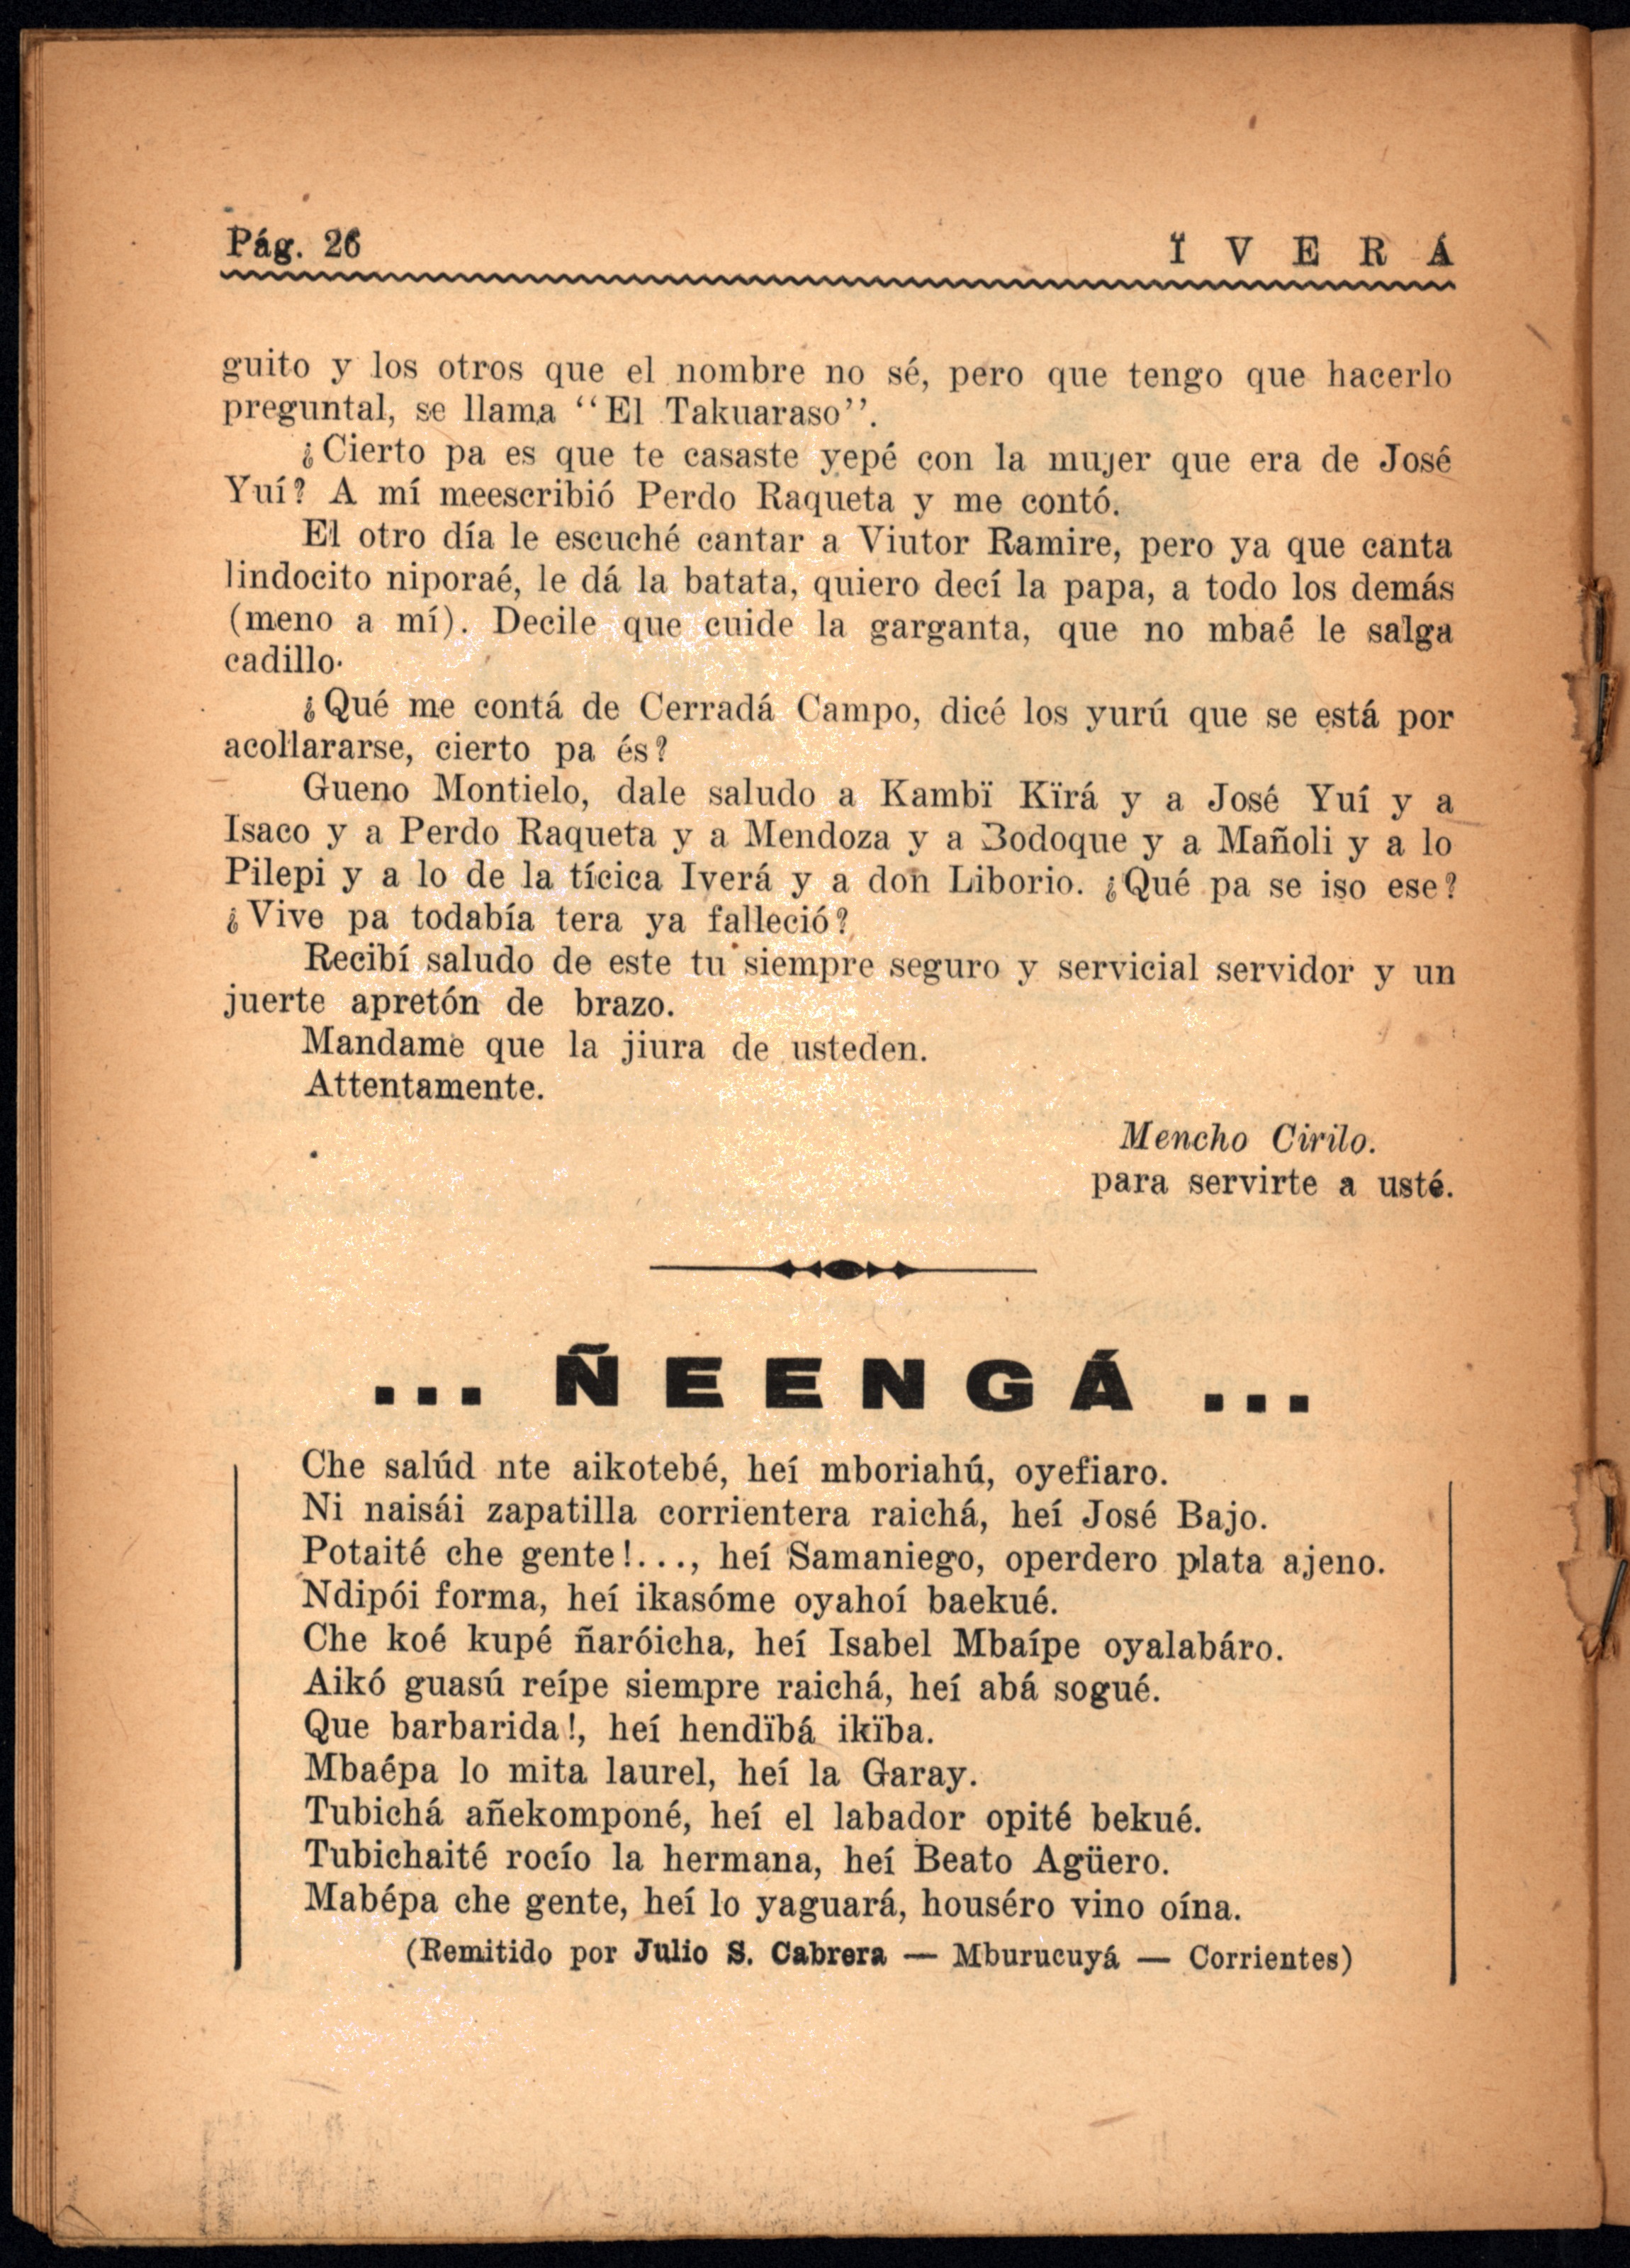 Pág. 26
Ï V E R Á
guito y los otros que el nombre no sé, pero que tengo que hacerlo
preguntal, se llama “El Takuaraso”.
¿Cierto pa es que te casaste yepé con la mujer que era de José
Yuí? A mí meescribió Perdo Raqueta y me contó.
El otro día le escuché cantar a Viutor Ramire, pero ya que canta
lindocito niporaé, le dá la batata, quiero decí la papa, a todo los demás
(meno a mí). Decile que cuide la garganta, que no mbaé le salga
cadillo.
¿Qué me contá de Cerradá Campo, dicé los yurú que se está por
acollararse, cierto pa és?
Gueno Montielo, dale saludo a Kambï Kïrá y a José Yuí y a
Isaco y a Perdo Raqueta y a Mendoza y a Bodoque y a Mañoli y a lo
Pilepi y a lo de la tícica Iverá y a don Liborio. ¿Qué pa se iso ese?
¿Vive pa todabía tera ya falleció?
Recibí saludo de este tu siempre seguro y servicial servidor y un
juerte apretón de brazo.
Mandame que la jiura de usteden.
Attentamente.
Mencho Cirilo.
para servirte a usté.
... ÑEENGÁ ...
Che salúd nte aikotebé, heí mboriahú, oyefiaro.
Ni naisái zapatilla corrientera raichá, heí José Bajo.
Potaité che gente!..., heí Samaniego, operdero plata ajeno.
Ndipói forma, heí ikasóme oyahoí baekué.
Che koé kupé ñaróicha, heí Isabel Mbaípe oyalabáro.
Aikó guasú reípe siempre raichá, heí abá sogué.
Que barbarida!, heí hendïbá ikïba.
Mbaépa lo mita laurel, heí la Garay.
Tubichá añekomponé, heí el labador opité bekué.
Tubichaité rocío la hermana, heí Beato Agüero.
Mabépa che gente, heí lo yaguará, houséro vino oína.
(Remitido por Julio S. Cabrera — Mburucuyá — Corrientes)